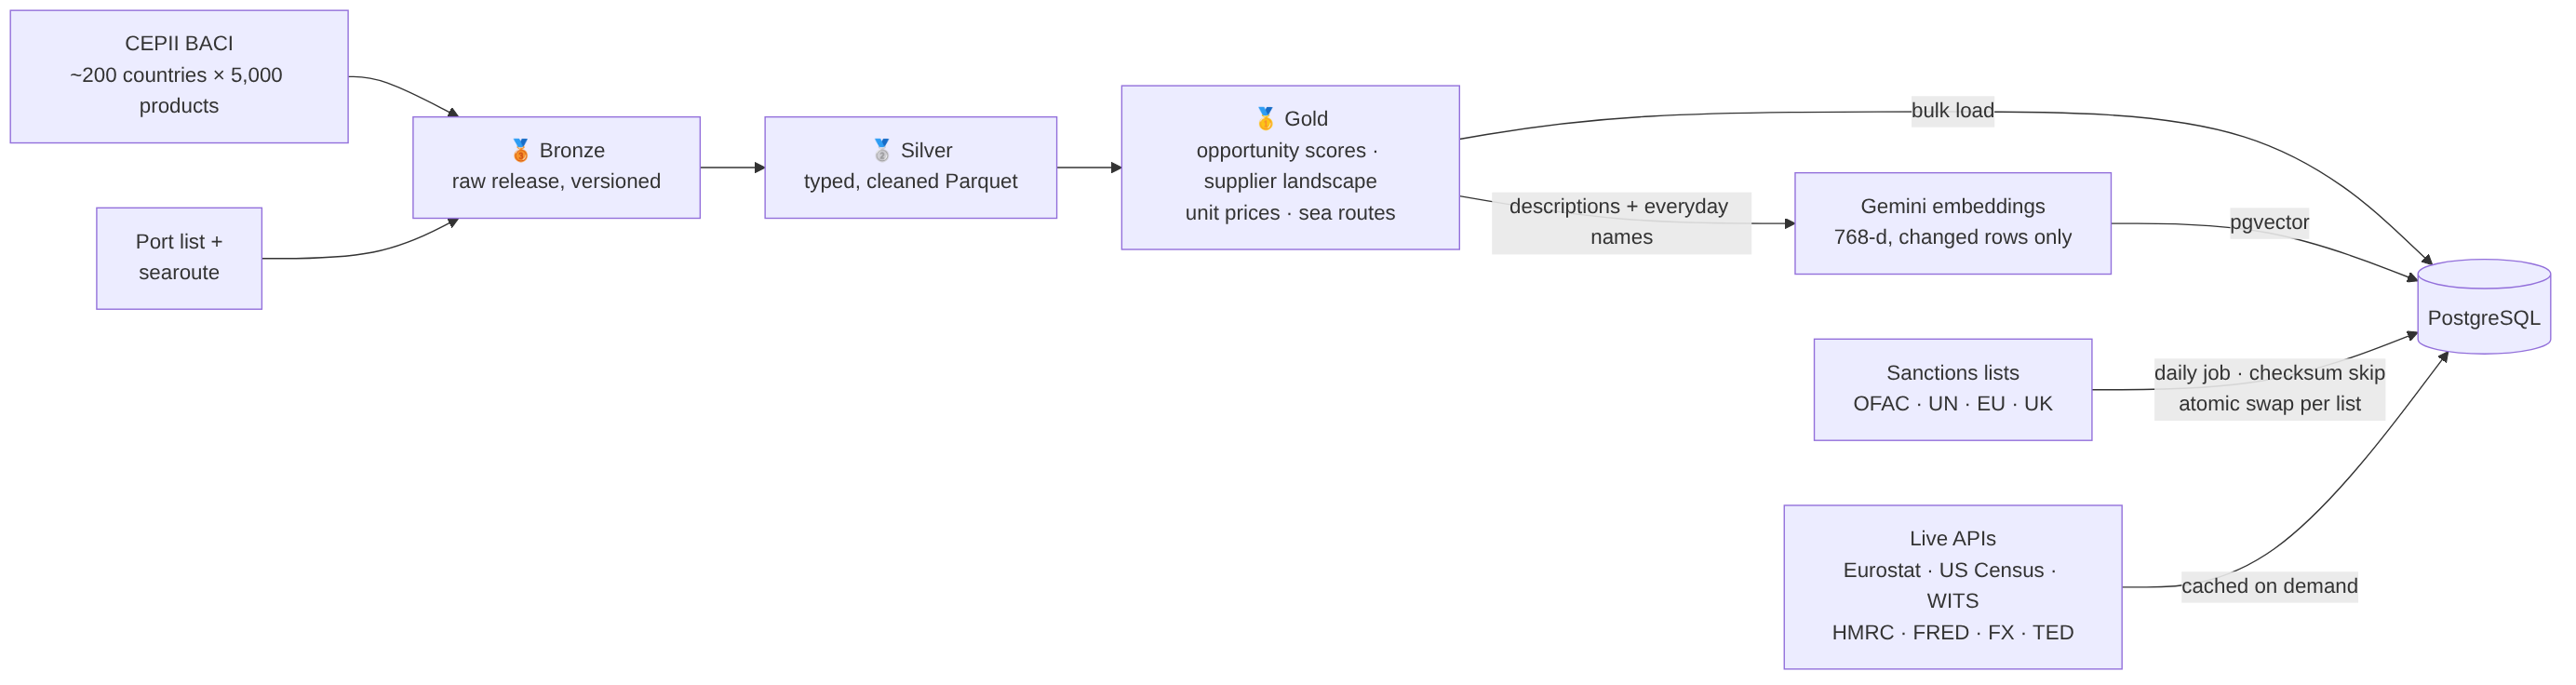 CEPII BACI
~200 countries × 5,000
products
Port list +
searoute
🥉 Bronze
raw release, versioned
🥈 Silver
typed, cleaned Parquet
🥇 Gold
opportunity scores ·
supplier landscape
unit prices · sea routes
bulk load
descriptions + everyday
names
Gemini embeddings
768-d, changed rows only
pgvector
Sanctions lists
OFAC · UN · EU · UK
daily job · checksum skip
atomic swap per list
Live APIs
Eurostat · US Census ·
WITS
HMRC · FRED · FX · TED
cached on demand
PostgreSQL